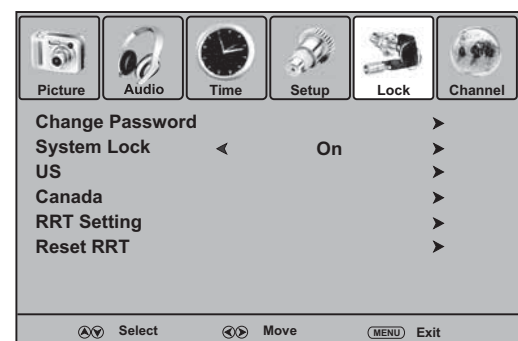 Picture Audio Time Setup Lock Channel
Change Password
System Lock On
US
Canada
RRT Setting
Reset RRT
Select Move MENU Exit